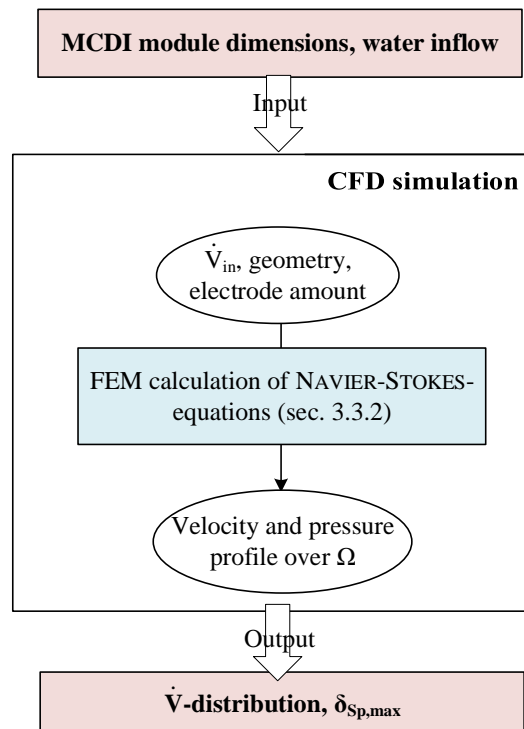 MCDI module dimensions, water inflow
Input
CFD simulation
V̇in, geometry,
electrode amount
FEM calculation of NAVIER-STOKES-
equations (sec. 3.3.2)
Velocity and pressure
profile over Ω
Output
V̇-distribution, δSp,max